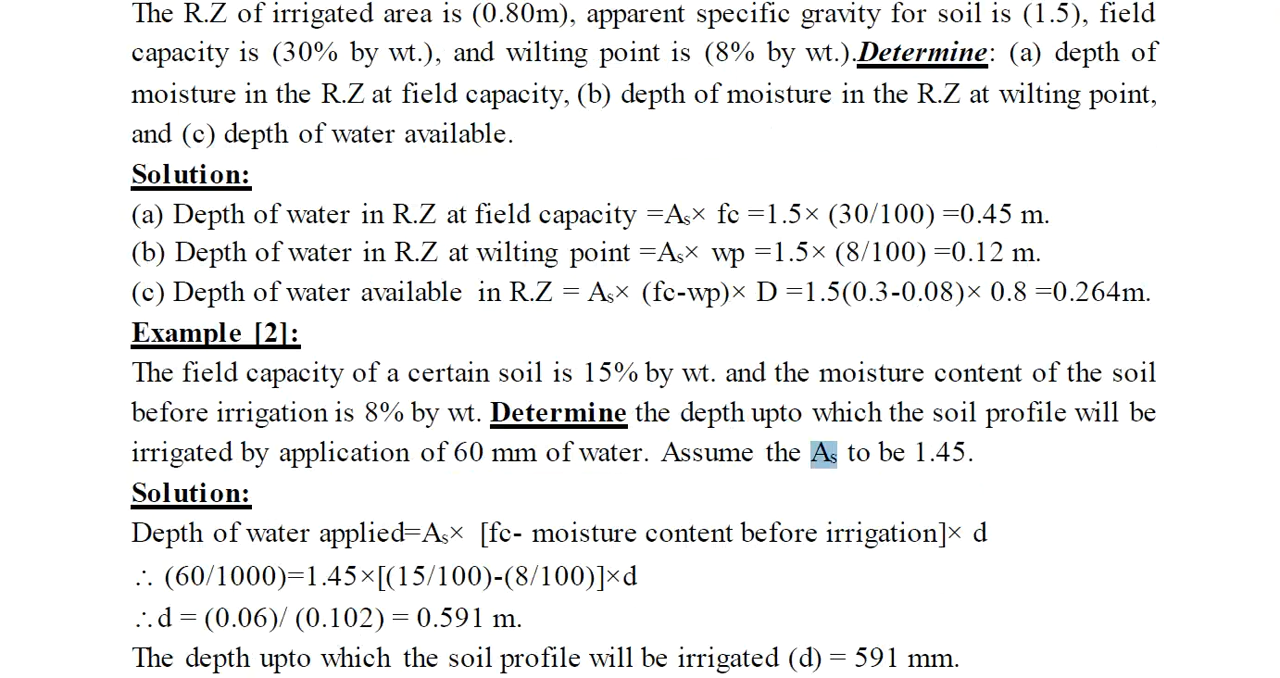 The R.Z of irrigated area is (0.80m), apparent specific gravity for soil is (1.5), field
capacity is (30% by wt.), and wilting point is (8% by wt.).Determine: (a) depth of
moisture in the R.Z at field capacity, (b) depth of moisture in the R.Z at wilting point,
and (c) depth of water available.
Solution:
(a) Depth of water in R.Z at field capacity =As× fc =1.5× (30/100) =0.45 m.
(b) Depth of water in R.Z at wilting point =As× wp =1.5× (8/100) =0.12 m.
(c) Depth of water available in R.Z = As× (fc-wp)× D =1.5(0.3-0.08)× 0.8 =0.264m.
Example [2]:
The field capacity of a certain soil is 15% by wt. and the moisture content of the soil
before irrigation is 8% by wt. Determine the depth upto which the soil profile will be
irrigated by application of 60 mm of water. Assume the As to be 1.45.
Solution:
Depth of water applied=As× [fc- moisture content before irrigation]× d
∴ (60/1000)=1.45×[(15/100)-(8/100)]×d
∴d = (0.06)/ (0.102) = 0.591 m.
The depth upto which the soil profile will be irrigated (d) = 591 mm.